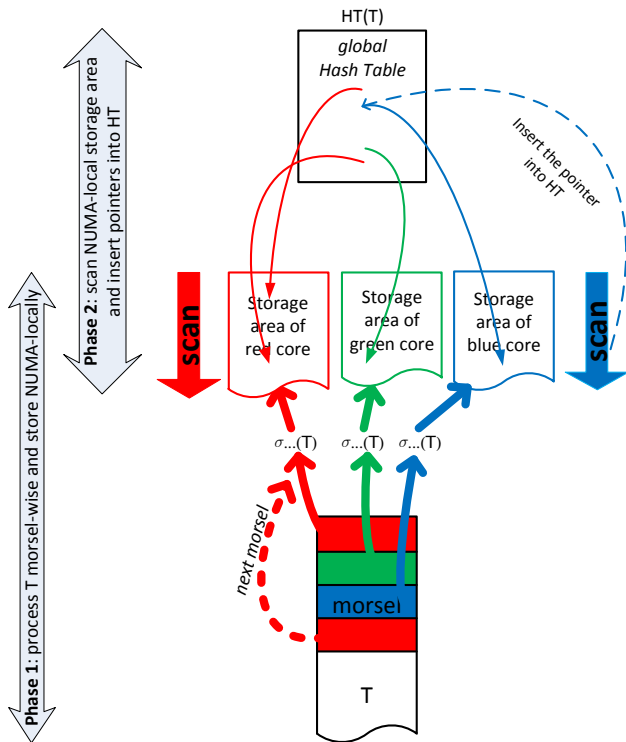 HT(T)
global
Hash Table
Insert the pointer
into HT
Phase 2: scan NUMA-local storage area
and insert pointers into HT
Phase 1: process T morsel-wise and store NUMA-locally
scan
Storage
area of
red core
Storage
area of
green core
Storage
area of
blue core
scan
σ...(T)
σ...(T)
σ...(T)
next morsel
morsel
T